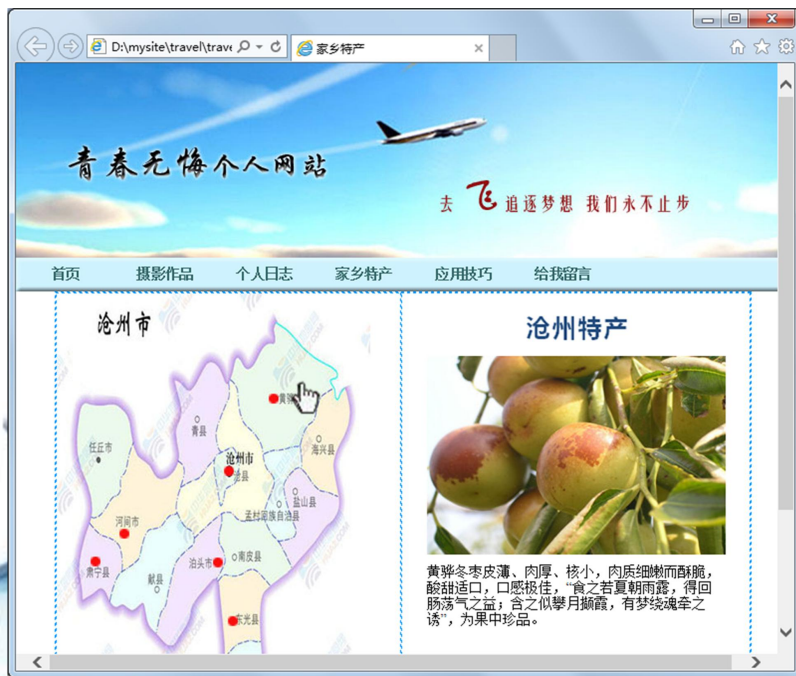 D:\mysite\travel\trave
家乡特产
青春无悔个人网站
去 飞 追逐梦想 我们永不止步
首页 摄影作品 个人日志 家乡特产 应用技巧 给我留言
沧州市
黄骅
青县
任丘市
沧州市
沧县
海兴县
盐山县
孟村回族自治县
河间市
泊头市
南皮县
肃宁县
献县
东光县
沧州特产
黄骅冬枣皮薄、肉厚、核小，肉质细嫩而酥脆，
酸甜适口，口感极佳，“食之若夏朝雨露，得回
肠荡气之益；含之似攀月撷霞，有梦绕魂牵之
诱”，为果中珍品。